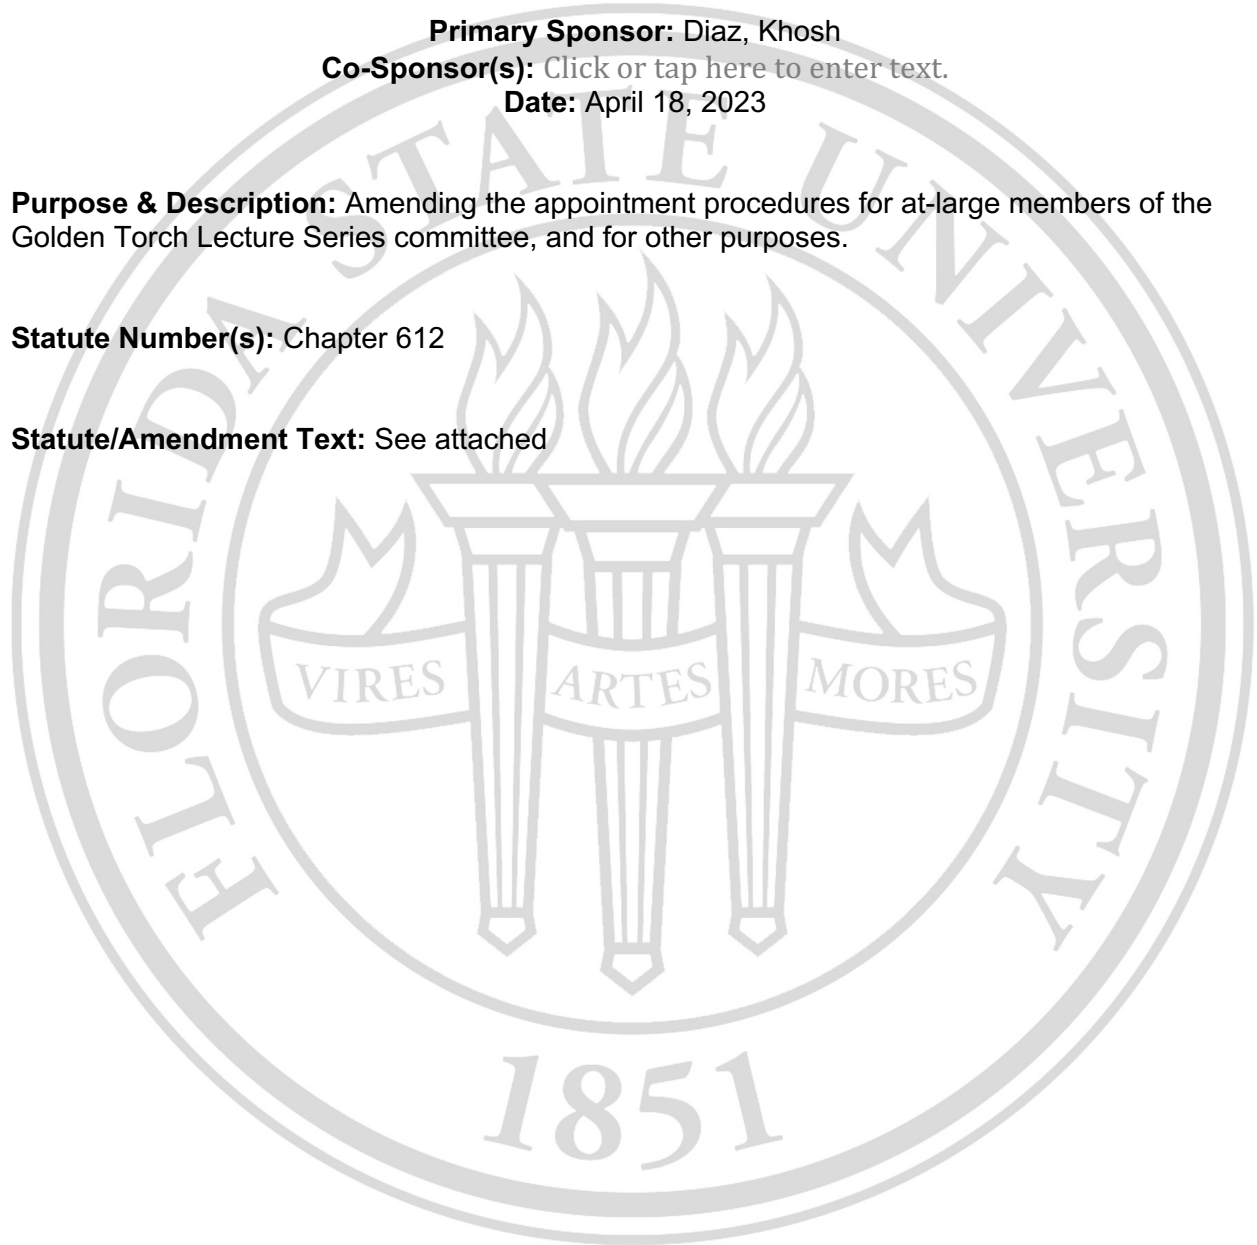 Primary Sponsor: Diaz, Khosh
Co-Sponsor(s): Click or tap here to enter text.
Date: April 18, 2023
Purpose & Description: Amending the appointment procedures for at-large members of the
Golden Torch Lecture Series committee, and for other purposes.
Statute Number(s): Chapter 612
Statute/Amendment Text: See attached
FLORIDA STATE UNIVERSITY
VIRES ARTES MORES
1851